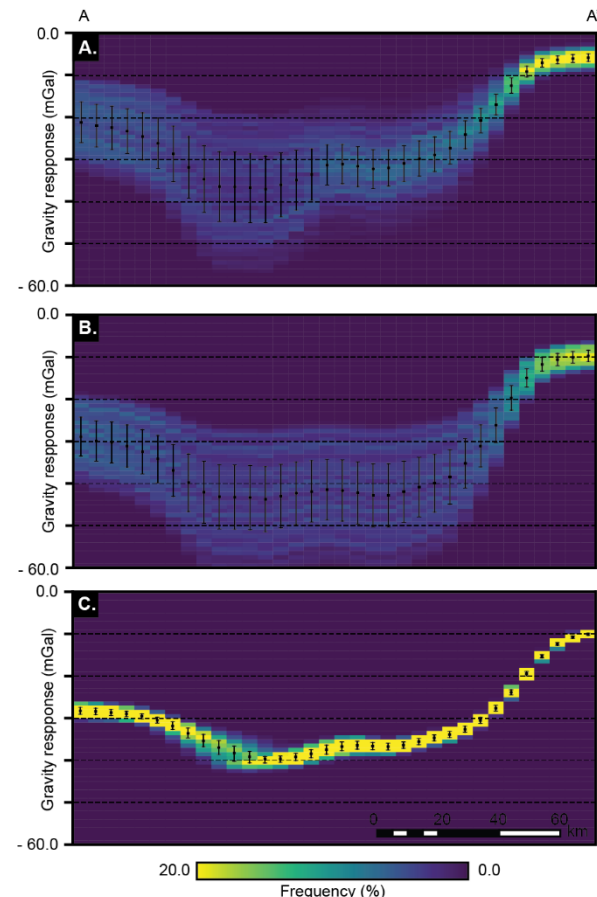 A A'
0.0
A.
Gravity respponse (mGal)
- 60.0
0.0
B.
Gravity respponse (mGal)
- 60.0
0.0
C.
Gravity respponse (mGal)
0 20 40 60
km
- 60.0
20.0 0.0
Frequency (%)